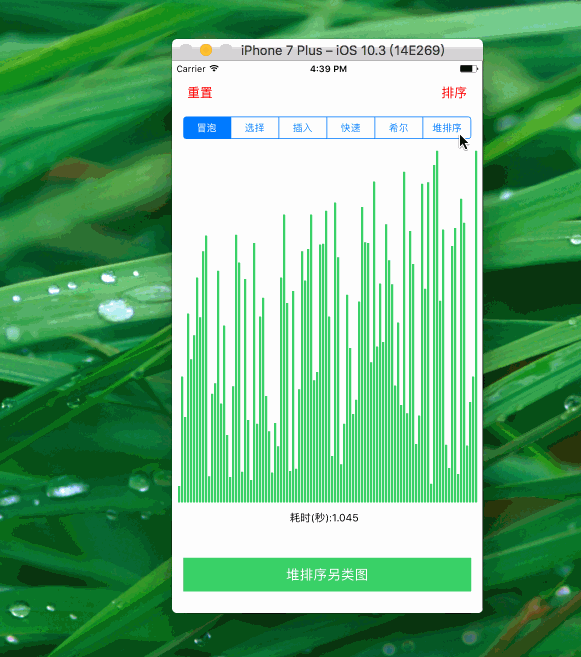 iPhone 7 Plus – iOS 10.3 (14E269)
Carrier 4:39 PM
重置 排序
冒泡 选择 插入 快速 希尔 堆排序
耗时(秒):1.045
堆排序另类图